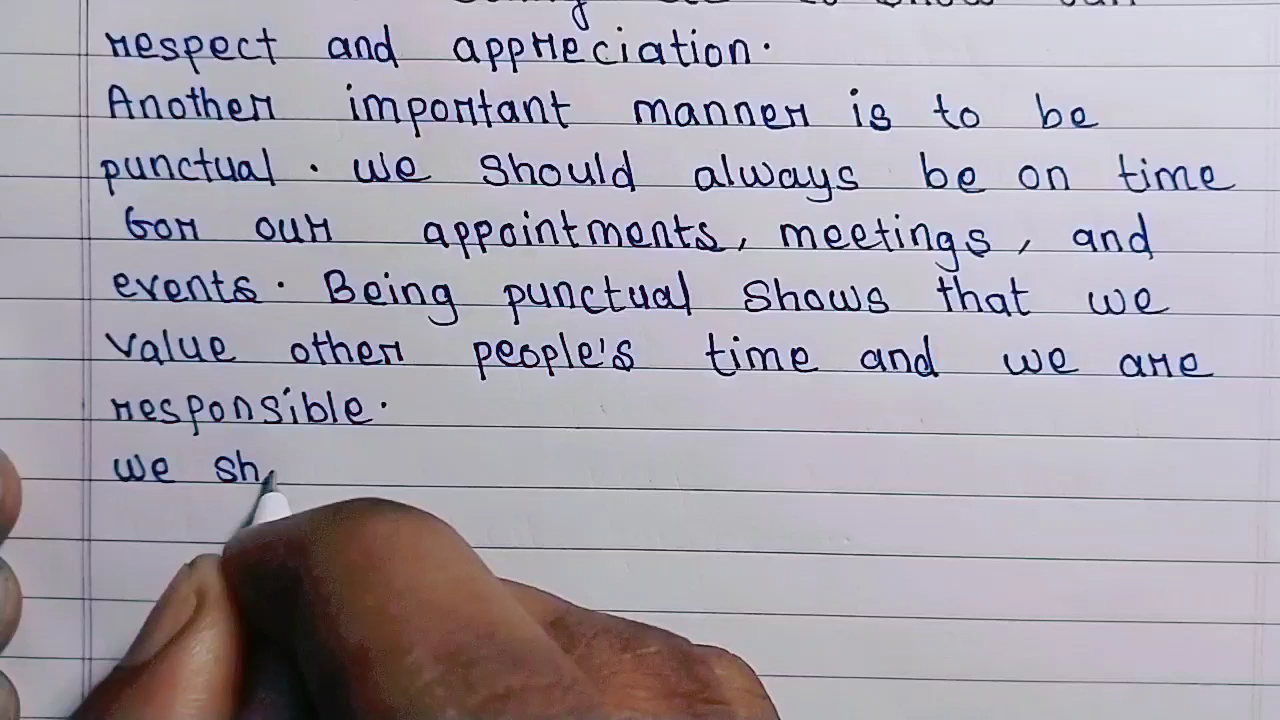 respect and appreciation.
Another important manner is to be
punctual. we should always be on time
for our appointments, meetings, and
events. Being punctual shows that we
value other people's time and we are
responsible.
we sh